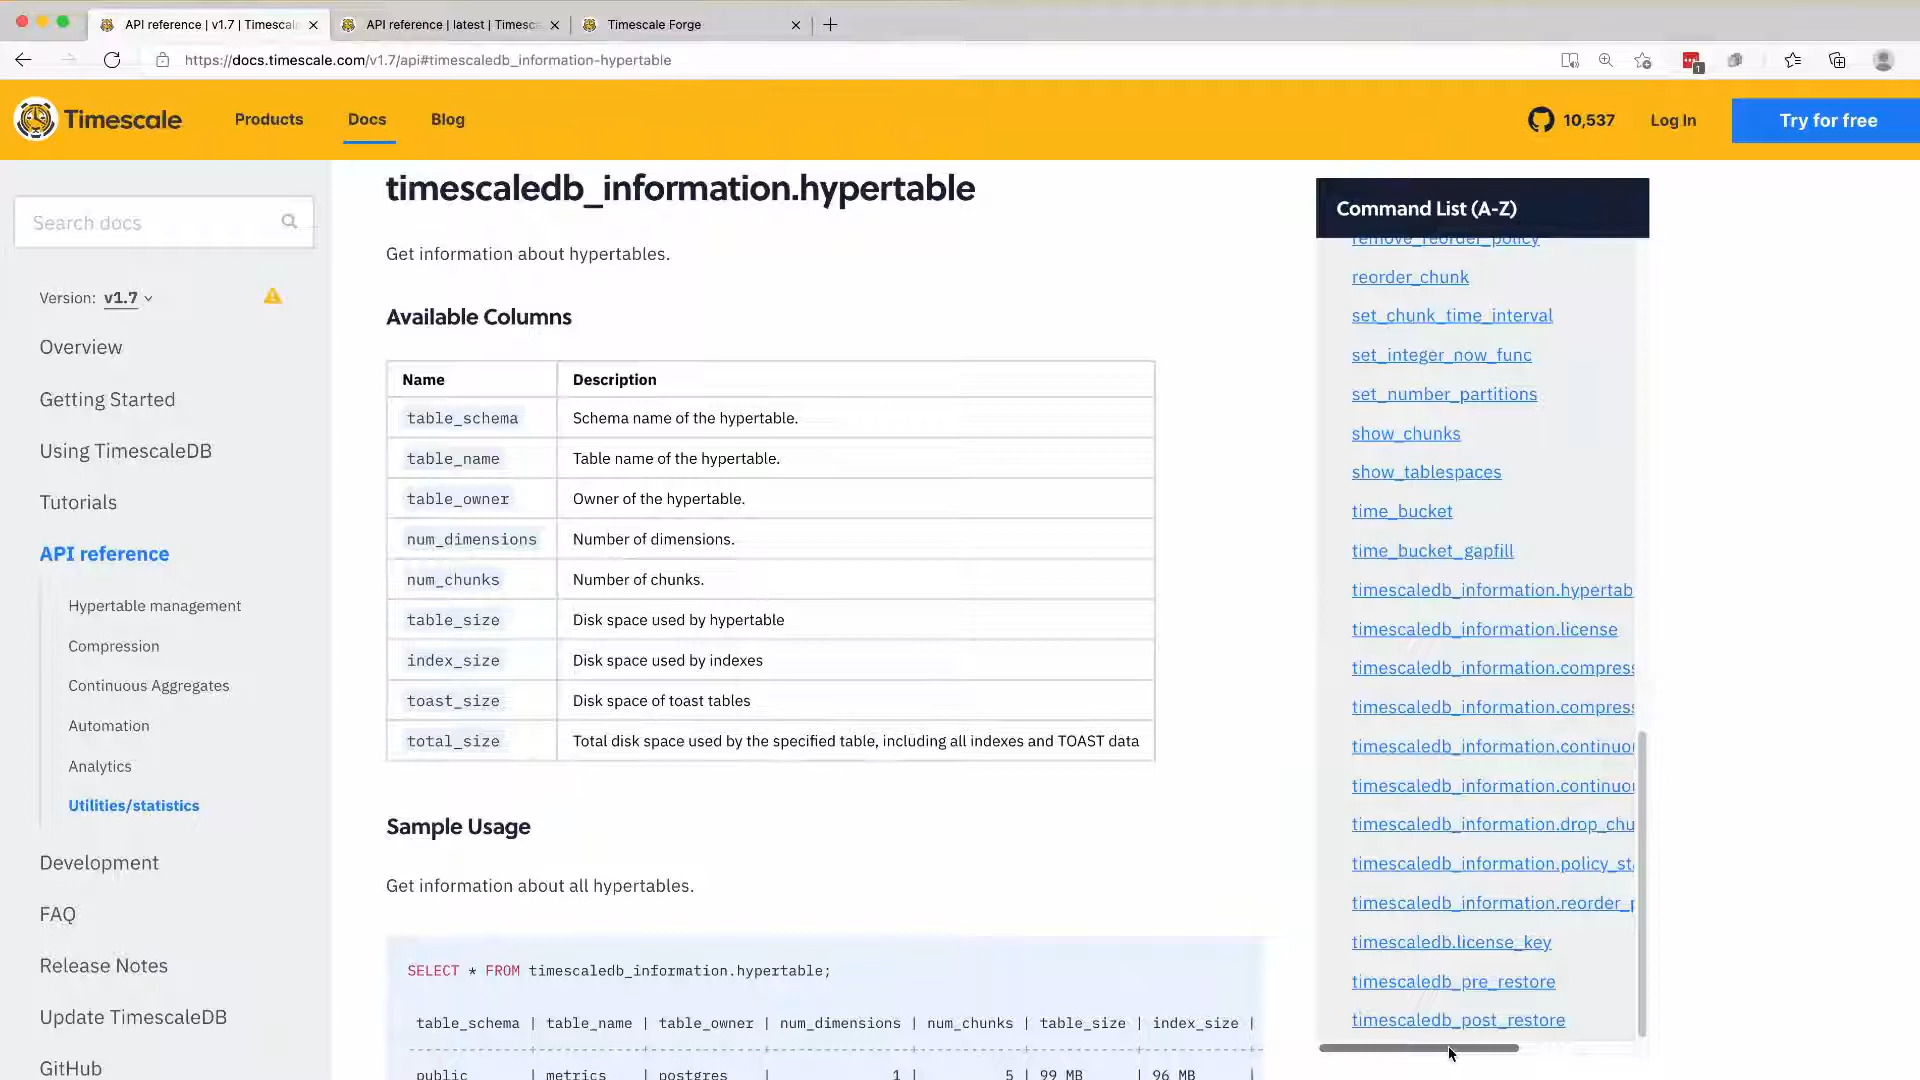 API reference | v1.7 | Timescal
API reference | latest | Timesc
Timescale Forge
https://docs.timescale.com/v1.7/api#timescaledb_information-hypertable
1
Timescale
Products
Docs
Blog
10,537
Log In
Try for free
Search docs
Version: v1.7
Overview
Getting Started
Using TimescaleDB
Tutorials
API reference
Hypertable management
Compression
Continuous Aggregates
Automation
Analytics
Utilities/statistics
Development
FAQ
Release Notes
Update TimescaleDB
GitHub
timescaledb_information.hypertable
Get information about hypertables.
Available Columns
Name Description
table_schema Schema name of the hypertable.
table_name Table name of the hypertable.
table_owner Owner of the hypertable.
num_dimensions Number of dimensions.
num_chunks Number of chunks.
table_size Disk space used by hypertable
index_size Disk space used by indexes
toast_size Disk space of toast tables
total_size Total disk space used by the specified table, including all indexes and TOAST data
Sample Usage
Get information about all hypertables.
SELECT * FROM timescaledb_information.hypertable;
table_schema | table_name | table_owner | num_dimensions | num_chunks | table_size | index_size |
--------------+------------+-------------+----------------+------------+------------+------------+-
public | metrics | postgres | 1 | 5 | 99 MB | 96 MB |
Command List (A-Z)
remove_reorder_policy
reorder_chunk
set_chunk_time_interval
set_integer_now_func
set_number_partitions
show_chunks
show_tablespaces
time_bucket
time_bucket_gapfill
timescaledb_information.hypertab
timescaledb_information.license
timescaledb_information.compress
timescaledb_information.compress
timescaledb_information.continuou
timescaledb_information.continuou
timescaledb_information.drop_chu
timescaledb_information.policy_sta
timescaledb_information.reorder_p
timescaledb.license_key
timescaledb_pre_restore
timescaledb_post_restore